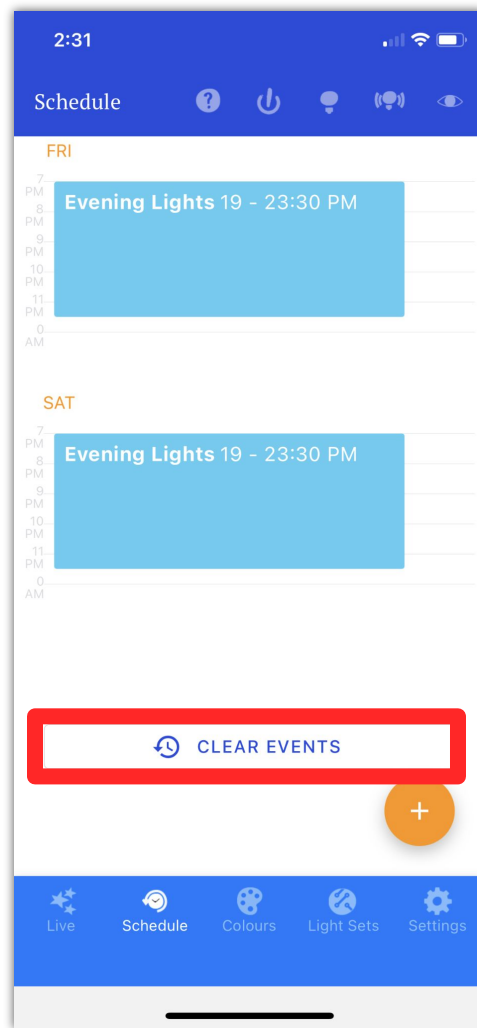 2:31
Schedule
?
FRI
7
PM
Evening Lights 19 - 23:30 PM
8
PM
9
PM
10
PM
11
PM
0
AM
SAT
7
PM
Evening Lights 19 - 23:30 PM
8
PM
9
PM
10
PM
11
PM
0
AM
CLEAR EVENTS
+
Live Schedule Colours Light Sets Settings